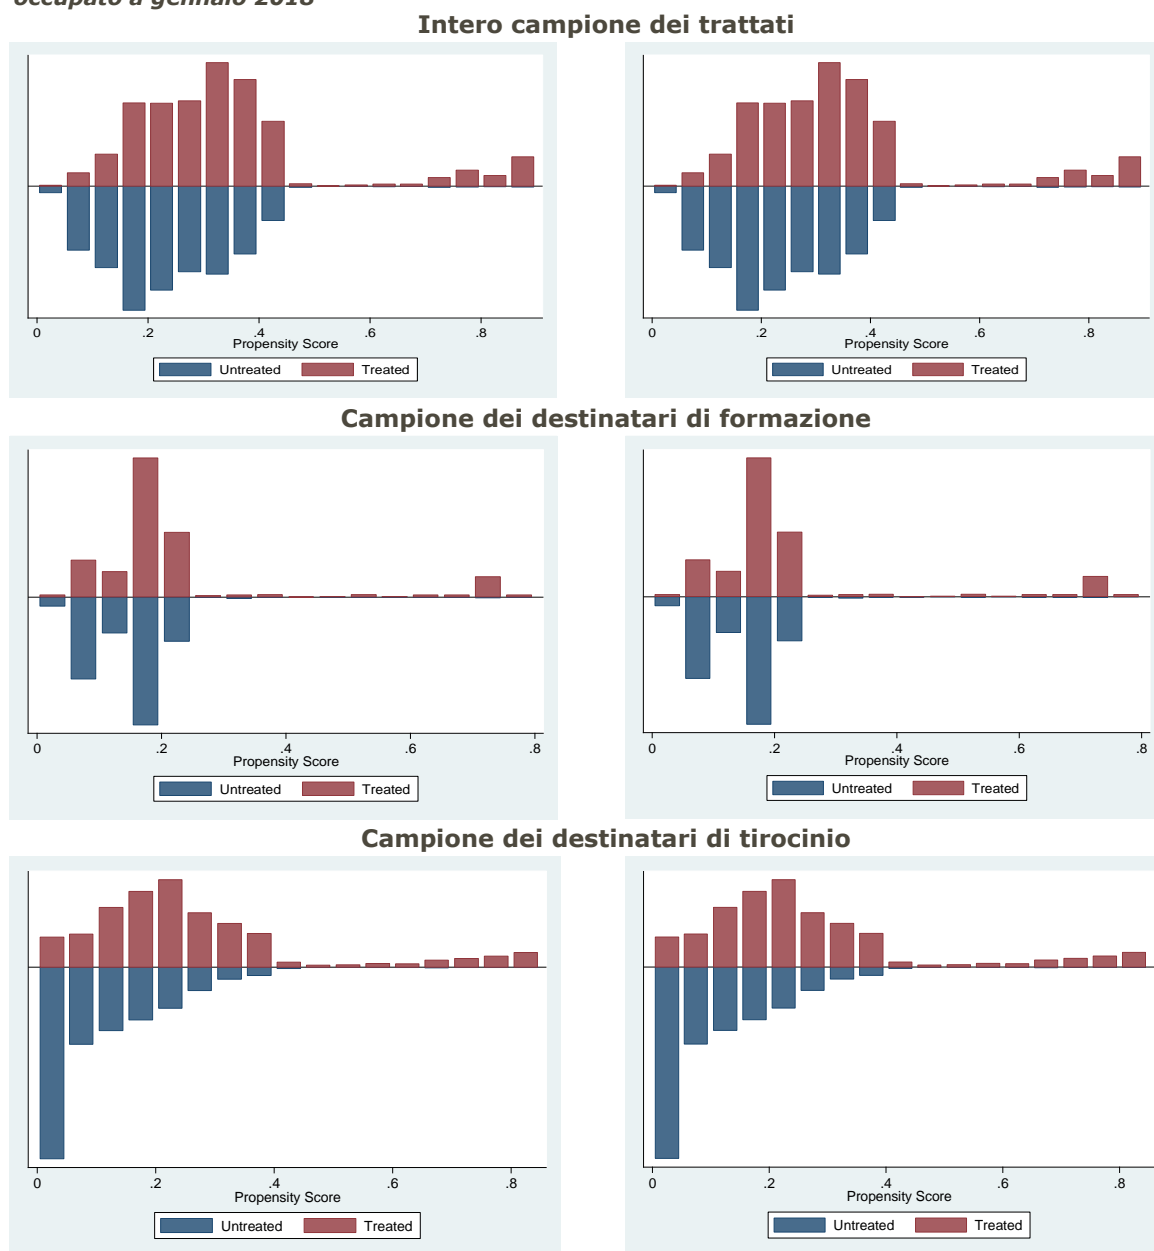 occupato a gennaio 2018
Intero campione dei trattati
0 .2 .4 .6 .8
Propensity Score
Untreated Treated
0 .2 .4 .6 .8
Propensity Score
Untreated Treated
Campione dei destinatari di formazione
0 .2 .4 .6 .8
Propensity Score
Untreated Treated
0 .2 .4 .6 .8
Propensity Score
Untreated Treated
Campione dei destinatari di tirocinio
0 .2 .4 .6 .8
Propensity Score
Untreated Treated
0 .2 .4 .6 .8
Propensity Score
Untreated Treated